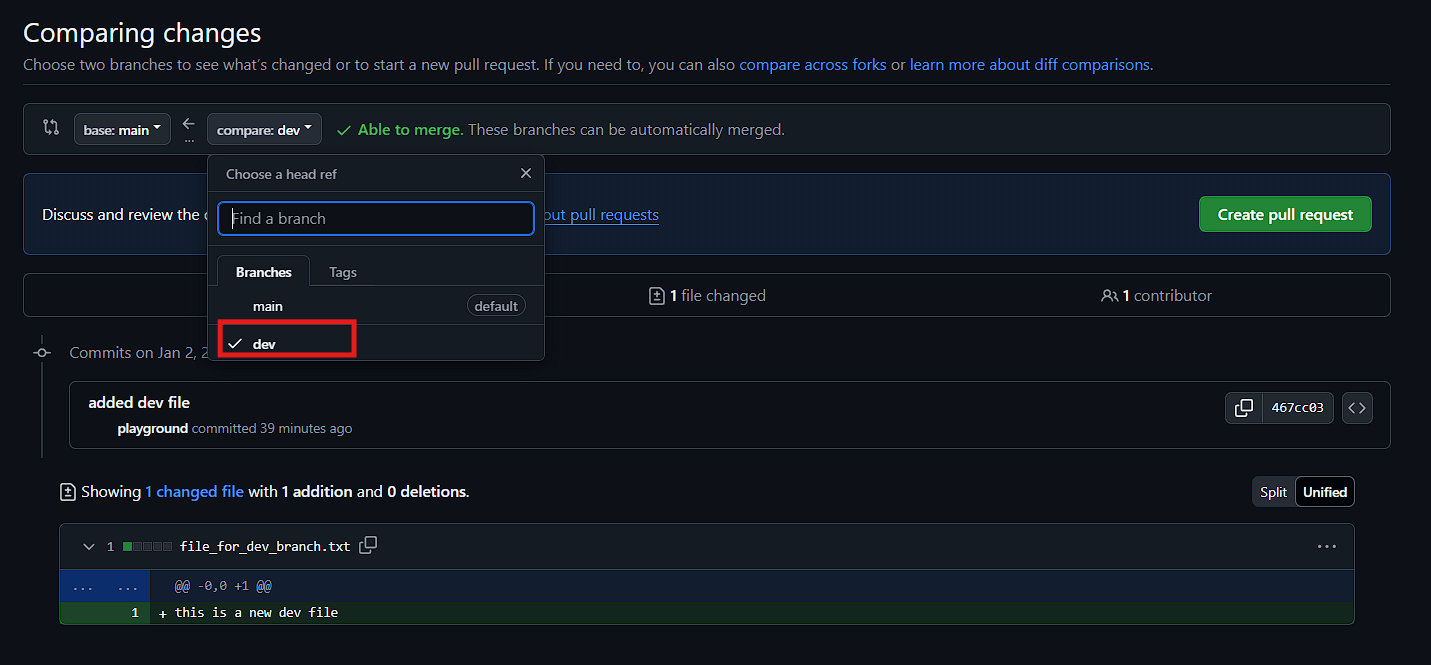 Comparing changes
Choose two branches to see what's changed or to start a new pull request. If you need to, you can also compare across forks or learn more about diff comparisons.
base: main ← compare: dev ✓ Able to merge. These branches can be automatically merged.
...
Choose a head ref
Discuss and review the
Find a branch
out pull requests
Create pull request
Branches Tags
main default
1 file changed
1 contributor
dev
Commits on Jan 2, 2
added dev file
467cc03
playground committed 39 minutes ago
Showing 1 changed file with 1 addition and 0 deletions.
Split Unified
1 file_for_dev_branch.txt
... ... @@ -0,0 +1 @@
1 + this is a new dev file